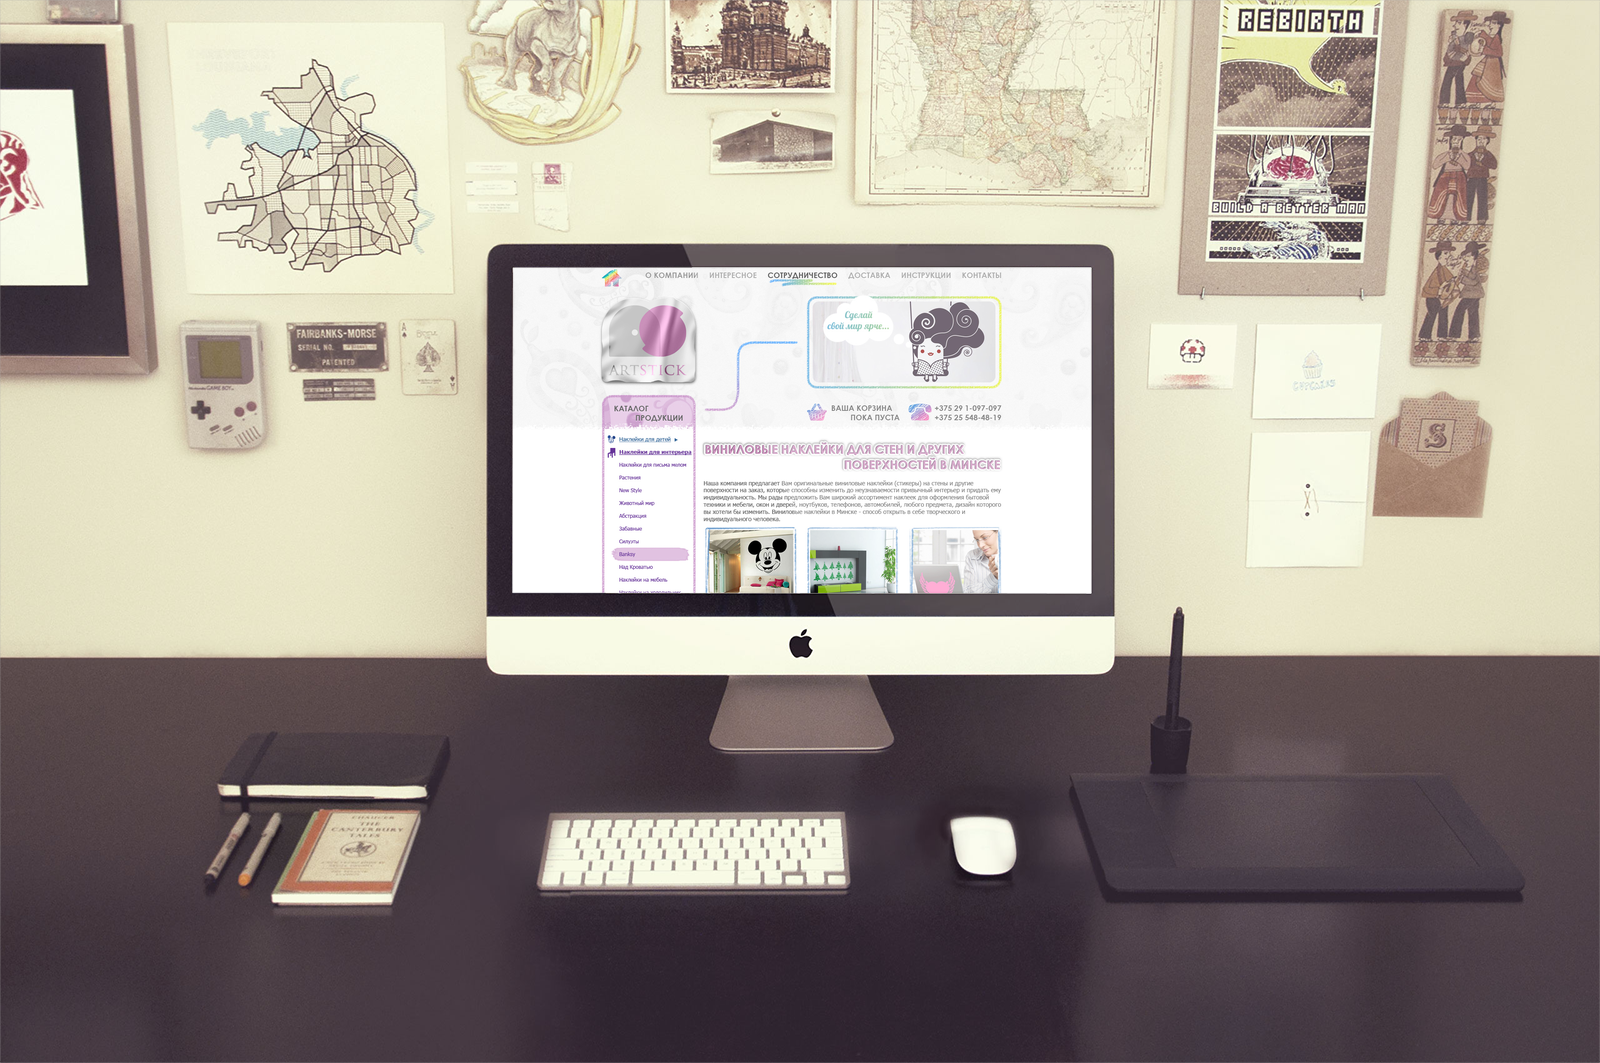 REBIRTH
BUILD A BETTER MAN
FAIRBANKS-MORSE
SERIAL NO.
PATENTED
GAME BOY
A
A
CUPCAKES
S
О КОМПАНИИ ИНТЕРЕСНОЕ СОТРУДНИЧЕСТВО ДОСТАВКА ИНСТРУКЦИИ КОНТАКТЫ
ARTSTICK
Сделай
свой мир ярче...
КАТАЛОГ
ПРОДУКЦИИ
ВАША КОРЗИНА
ПОКА ПУСТА
+375 29 1-097-097
+375 25 548-48-19
Наклейки для детей
Наклейки для интерьера
Наклейки для письма мелом
Растения
New Style
Животный мир
Абстракция
Забавные
Силуэты
Banksy
Над Кроватью
Наклейки на мебель
Наклейки на холодильник
ВИНИЛОВЫЕ НАКЛЕЙКИ ДЛЯ СТЕН И ДРУГИХ
ПОВЕРХНОСТЕЙ В МИНСКЕ
Наша компания предлагает Вам оригинальные виниловые наклейки (стикеры) на стены и другие
поверхности на заказ, которые способны изменить до неузнаваемости привычный интерьер и придать ему
индивидуальность. Мы рады предложить Вам широкий ассортимент наклеек для оформления бытовой
техники и мебели, окон и дверей, ноутбуков, телефонов, автомобилей, любого предмета, дизайн которого
вы хотели бы изменить. Виниловые наклейки в Минске - способ открыть в себе творческого и
индивидуального человека.
CHAUCER
THE
CANTERBURY
TALES